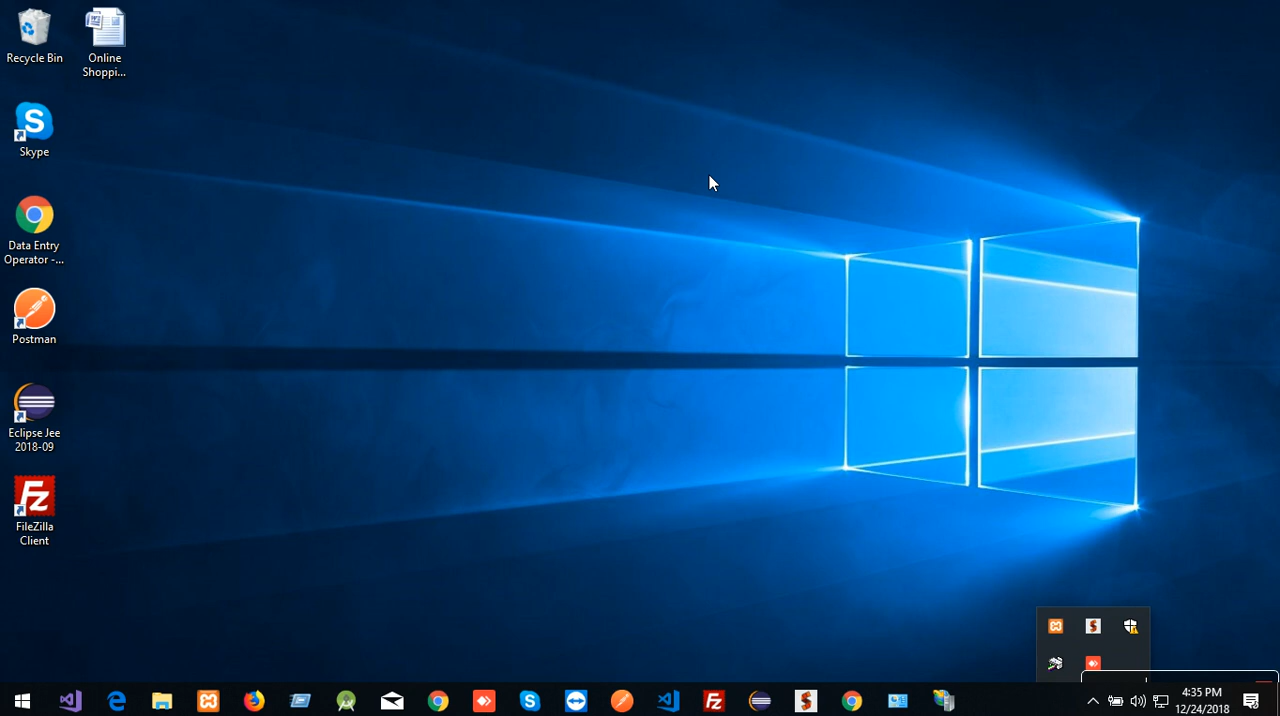 Recycle Bin
Online
Shoppi...
Skype
Data Entry
Operator -...
Postman
Eclipse Jee
2018-09
FileZilla
Client
4:35 PM
12/24/2018